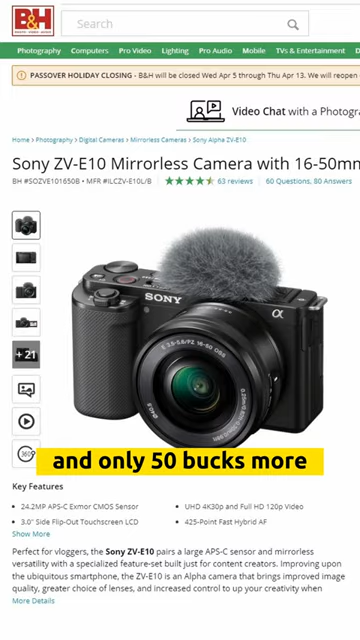 B&H
PHOTO · VIDEO · PRO AUDIO
Search
Photography Computers Pro Video Lighting Pro Audio Mobile TVs & Entertainment
PASSOVER HOLIDAY CLOSING - B&H will be closed Wed Apr 5 through Thu Apr 13. We will reopen
Video Chat with a Photogra
Home › Photography › Digital Cameras › Mirrorless Cameras › Sony Alpha ZV-E10
Sony ZV-E10 Mirrorless Camera with 16-50mm
BH #SOZVE101650B • MFR #ILCZV-E10L/B
63 reviews
60 Questions, 80 Answers
SONY
α
+ 21
360°
and only 50 bucks more
Key Features
• 24.2MP APS-C Exmor CMOS Sensor
• UHD 4K30p and Full HD 120p Video
• 3.0" Side Flip-Out Touchscreen LCD
• 425-Point Fast Hybrid AF
Show More
Perfect for vloggers, the Sony ZV-E10 pairs a large APS-C sensor and mirrorless
versatility with a specialized feature-set built just for content creators. Improving upon
the ubiquitous smartphone, the ZV-E10 is an Alpha camera that brings improved image
quality, greater choice of lenses, and increased control to up your creativity when
More Details